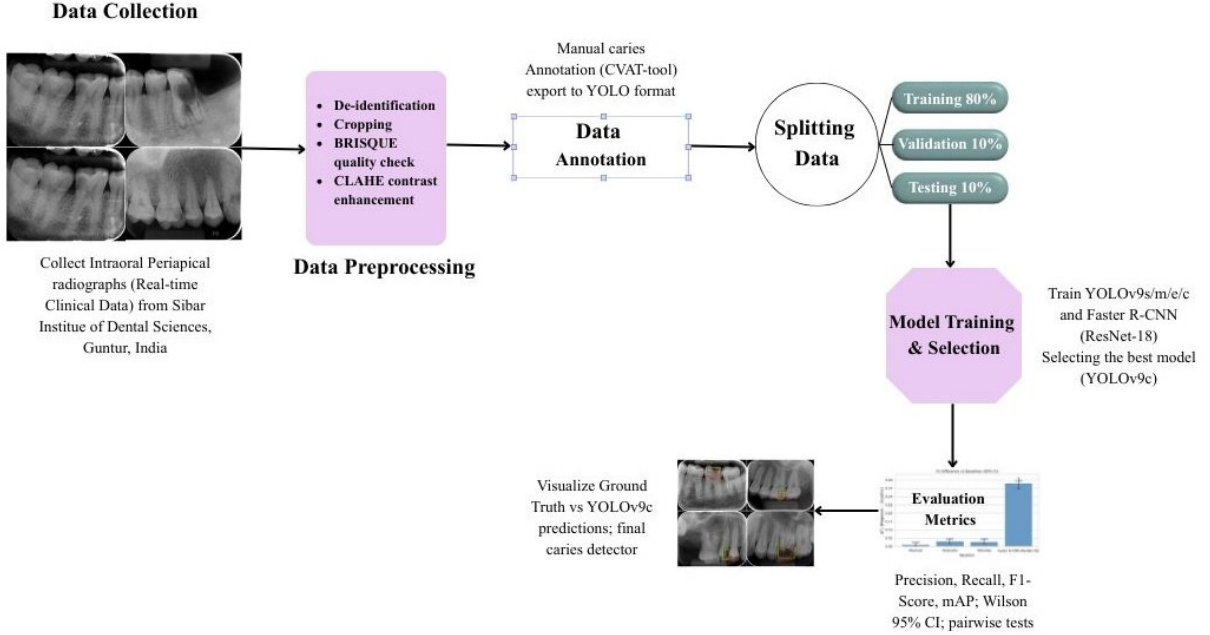 Data Collection
Collect Intraoral Periapical
radiographs (Real-time
Clinical Data) from Sibar
Institue of Dental Sciences,
Guntur, India
De-identification
Cropping
BRISQUE
quality check
CLAHE contrast
enhancement
Data Preprocessing
Manual caries
Annotation (CVAT-tool)
export to YOLO format
Data
Annotation
Splitting
Data
Training 80%
Validation 10%
Testing 10%
Model Training
& Selection
Train YOLOv9s/m/e/c
and Faster R-CNN
(ResNet-18)
Selecting the best model
(YOLOv9c)
Evaluation
Metrics
Precision, Recall, F1-
Score, mAP; Wilson
95% CI; pairwise tests
Visualize Ground
Truth vs YOLOv9c
predictions; final
caries detector